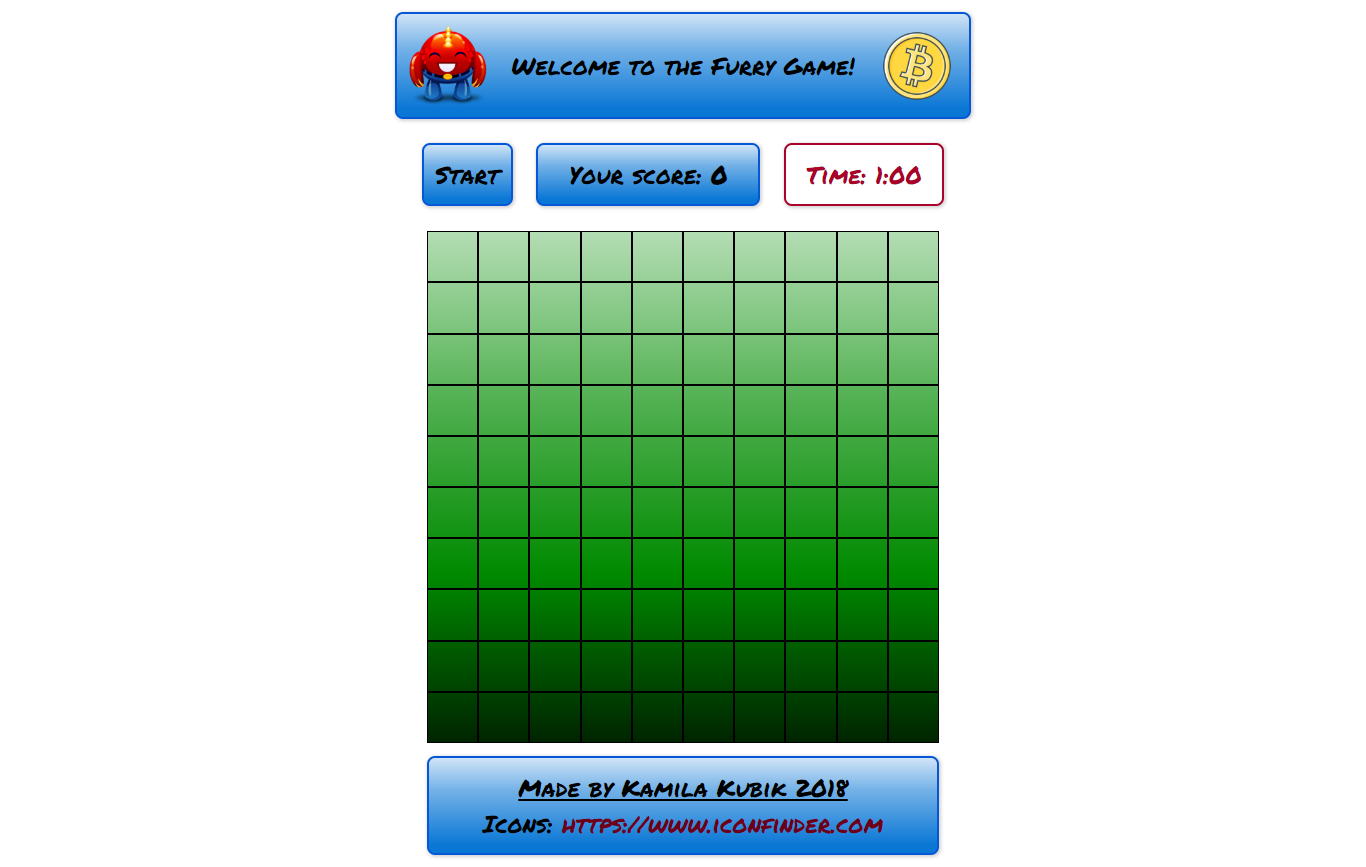 Welcome to the Furry Game!
Start
Your score: 0
Time: 1:00
Made by Kamila Kubik 2018
Icons: https://www.iconfinder.com